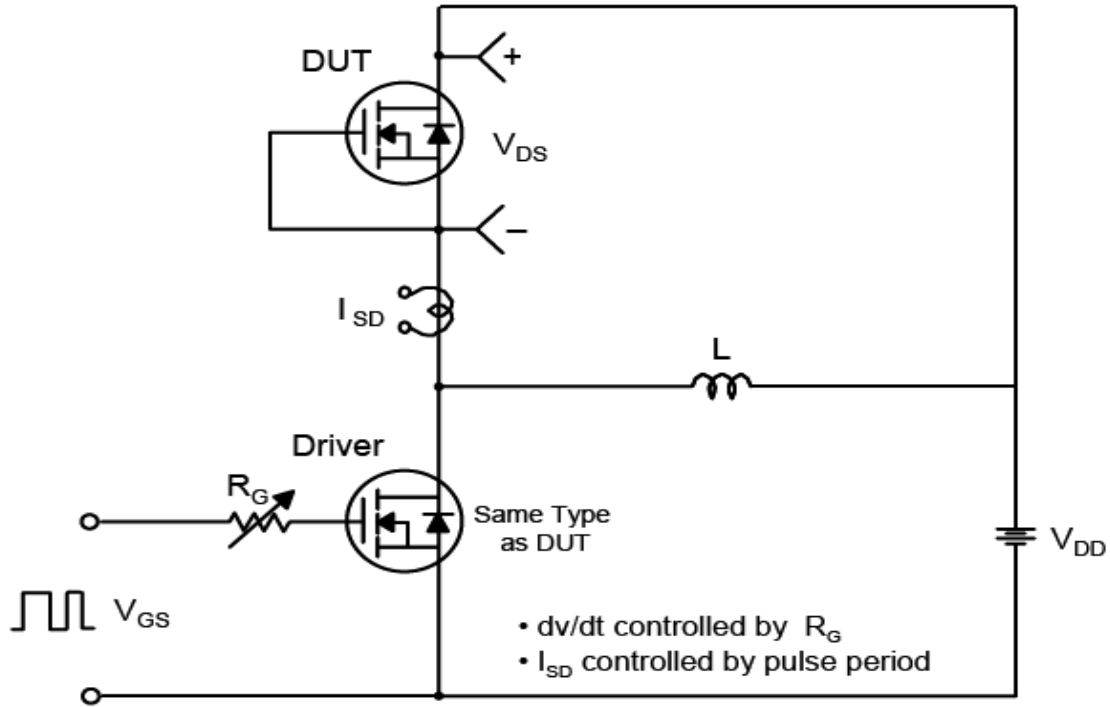 DUT
+
V_DS
–
I_SD
L
Driver
R_G
Same Type
as DUT
V_DD
V_GS
• dv/dt controlled by R_G
• I_SD controlled by pulse period